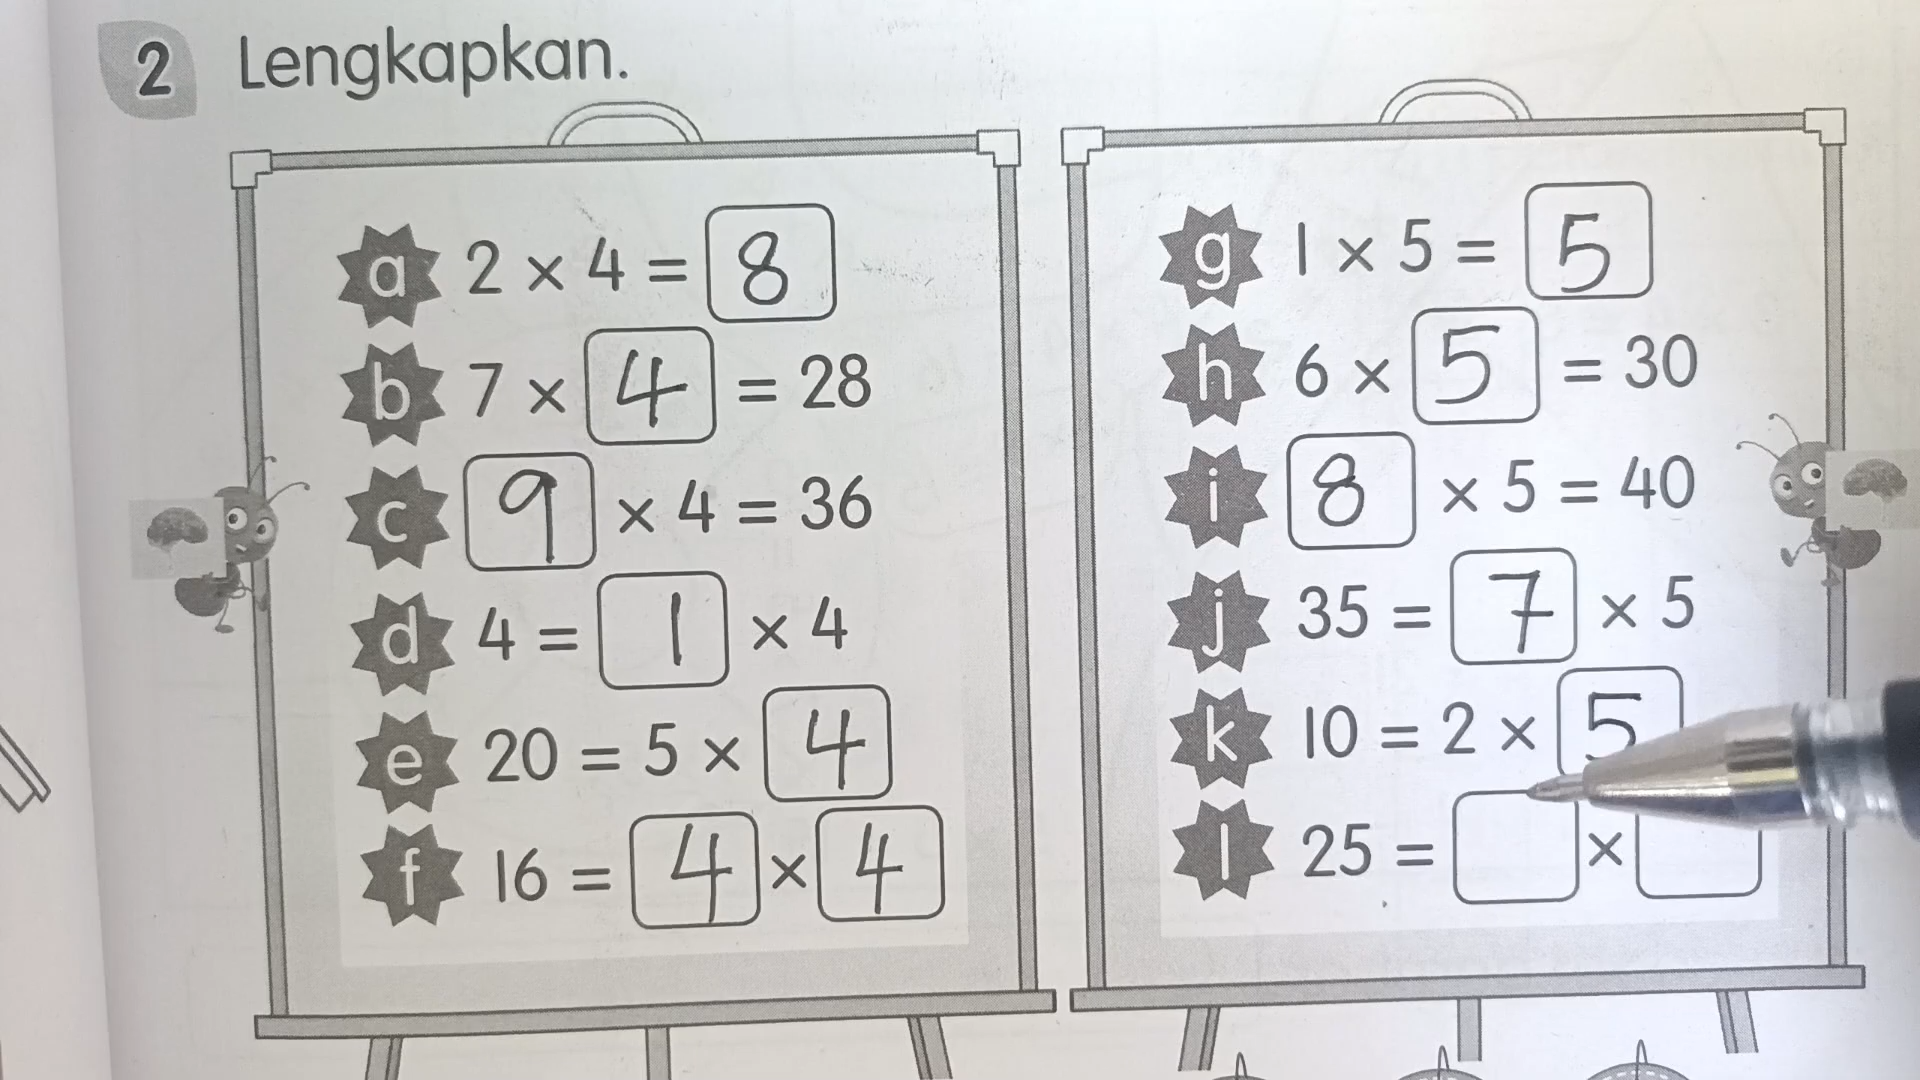 2 Lengkapkan.
a 2 × 4 = 8
b 7 × 4 = 28
c 9 × 4 = 36
d 4 = 1 × 4
e 20 = 5 × 4
f 16 = 4 × 4
g 1 × 5 = 5
h 6 × 5 = 30
i 8 × 5 = 40
j 35 = 7 × 5
k 10 = 2 × 5
l 25 = ×